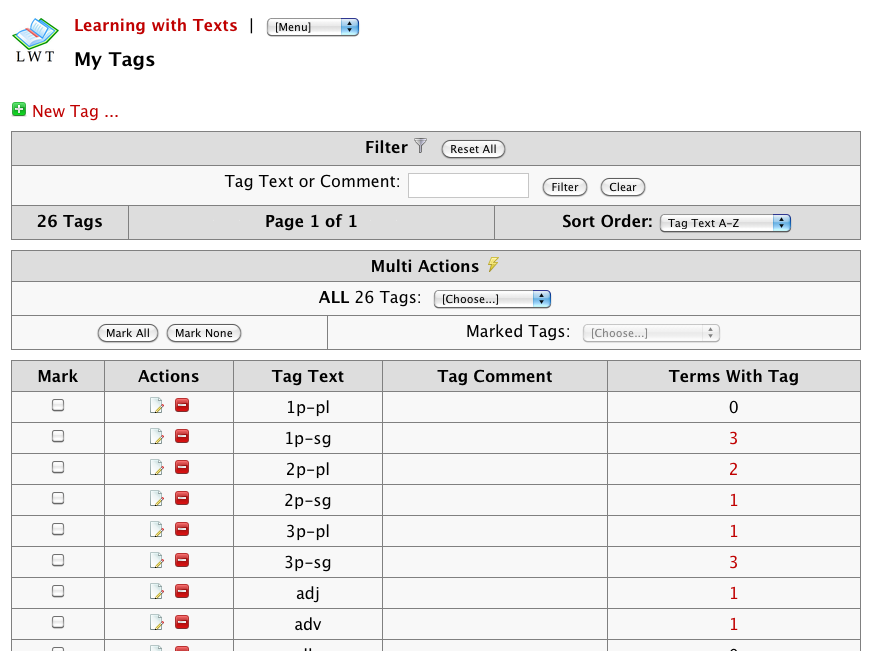 Learning with Texts | [Menu]
LWT
My Tags
New Tag ...
Filter Reset All
Tag Text or Comment: Filter Clear
26 Tags Page 1 of 1 Sort Order: Tag Text A-Z
Multi Actions
ALL 26 Tags: [Choose...]
Mark All Mark None Marked Tags: [Choose...]
Mark Actions Tag Text Tag Comment Terms With Tag
1p-pl 0
1p-sg 3
2p-pl 2
2p-sg 1
3p-pl 1
3p-sg 3
adj 1
adv 1